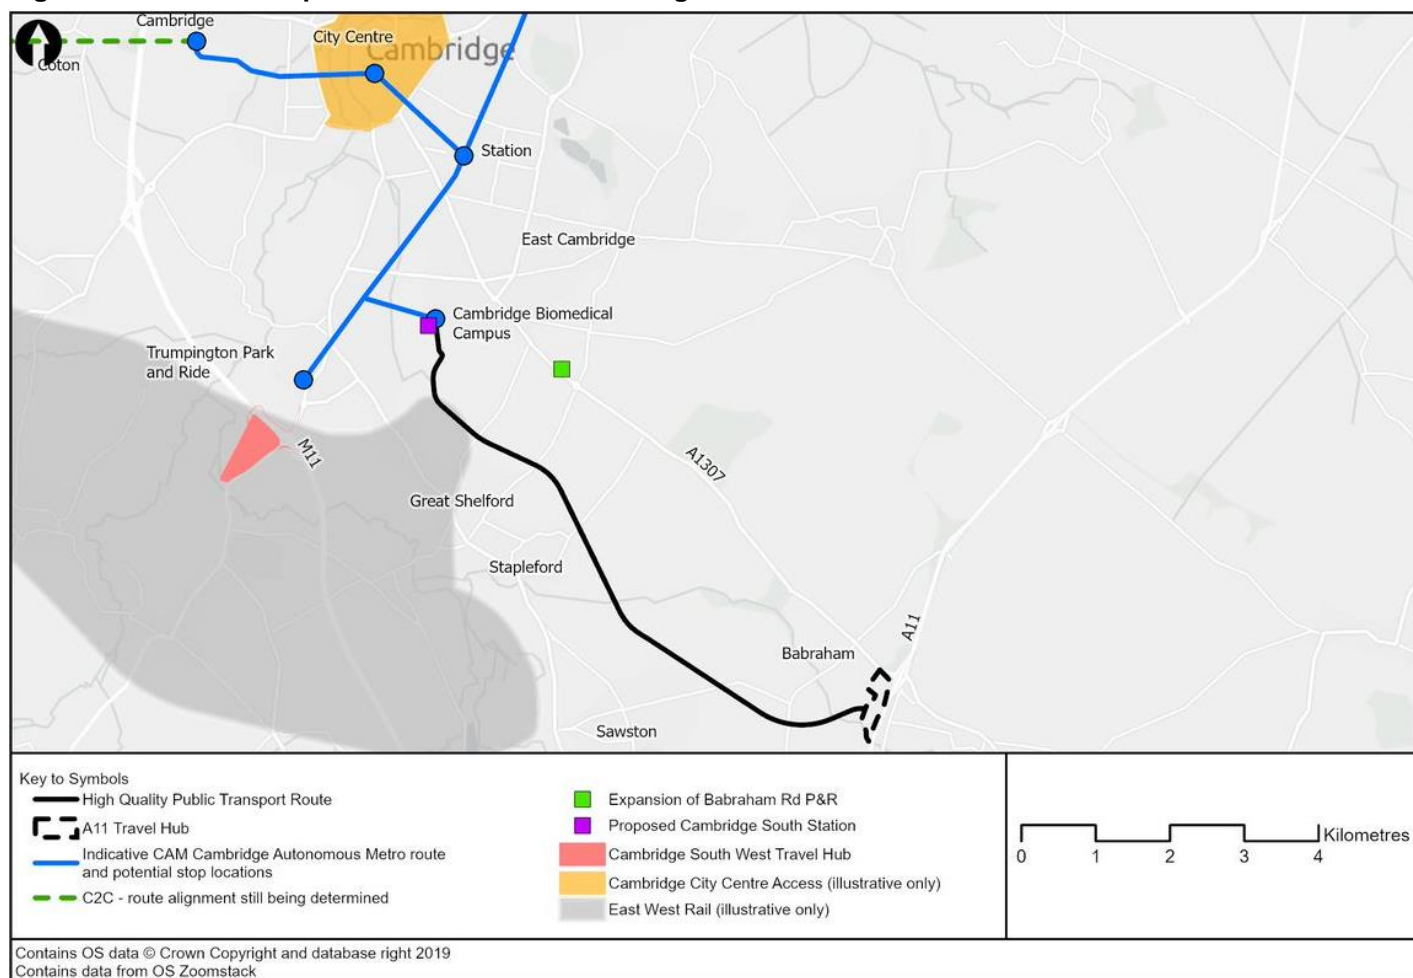 Cambridge
City Centre
Cambridge
Coton
Station
East Cambridge
Cambridge Biomedical
Campus
Trumpington Park
and Ride
M11
A1307
Great Shelford
Stapleford
A11
Babraham
Sawston
Key to Symbols
High Quality Public Transport Route
A11 Travel Hub
Indicative CAM Cambridge Autonomous Metro route
and potential stop locations
C2C - route alignment still being determined
Expansion of Babraham Rd P&R
Proposed Cambridge South Station
Cambridge South West Travel Hub
Cambridge City Centre Access (illustrative only)
East West Rail (illustrative only)
Kilometres
0 1 2 3 4
Contains OS data © Crown Copyright and database right 2019
Contains data from OS Zoomstack